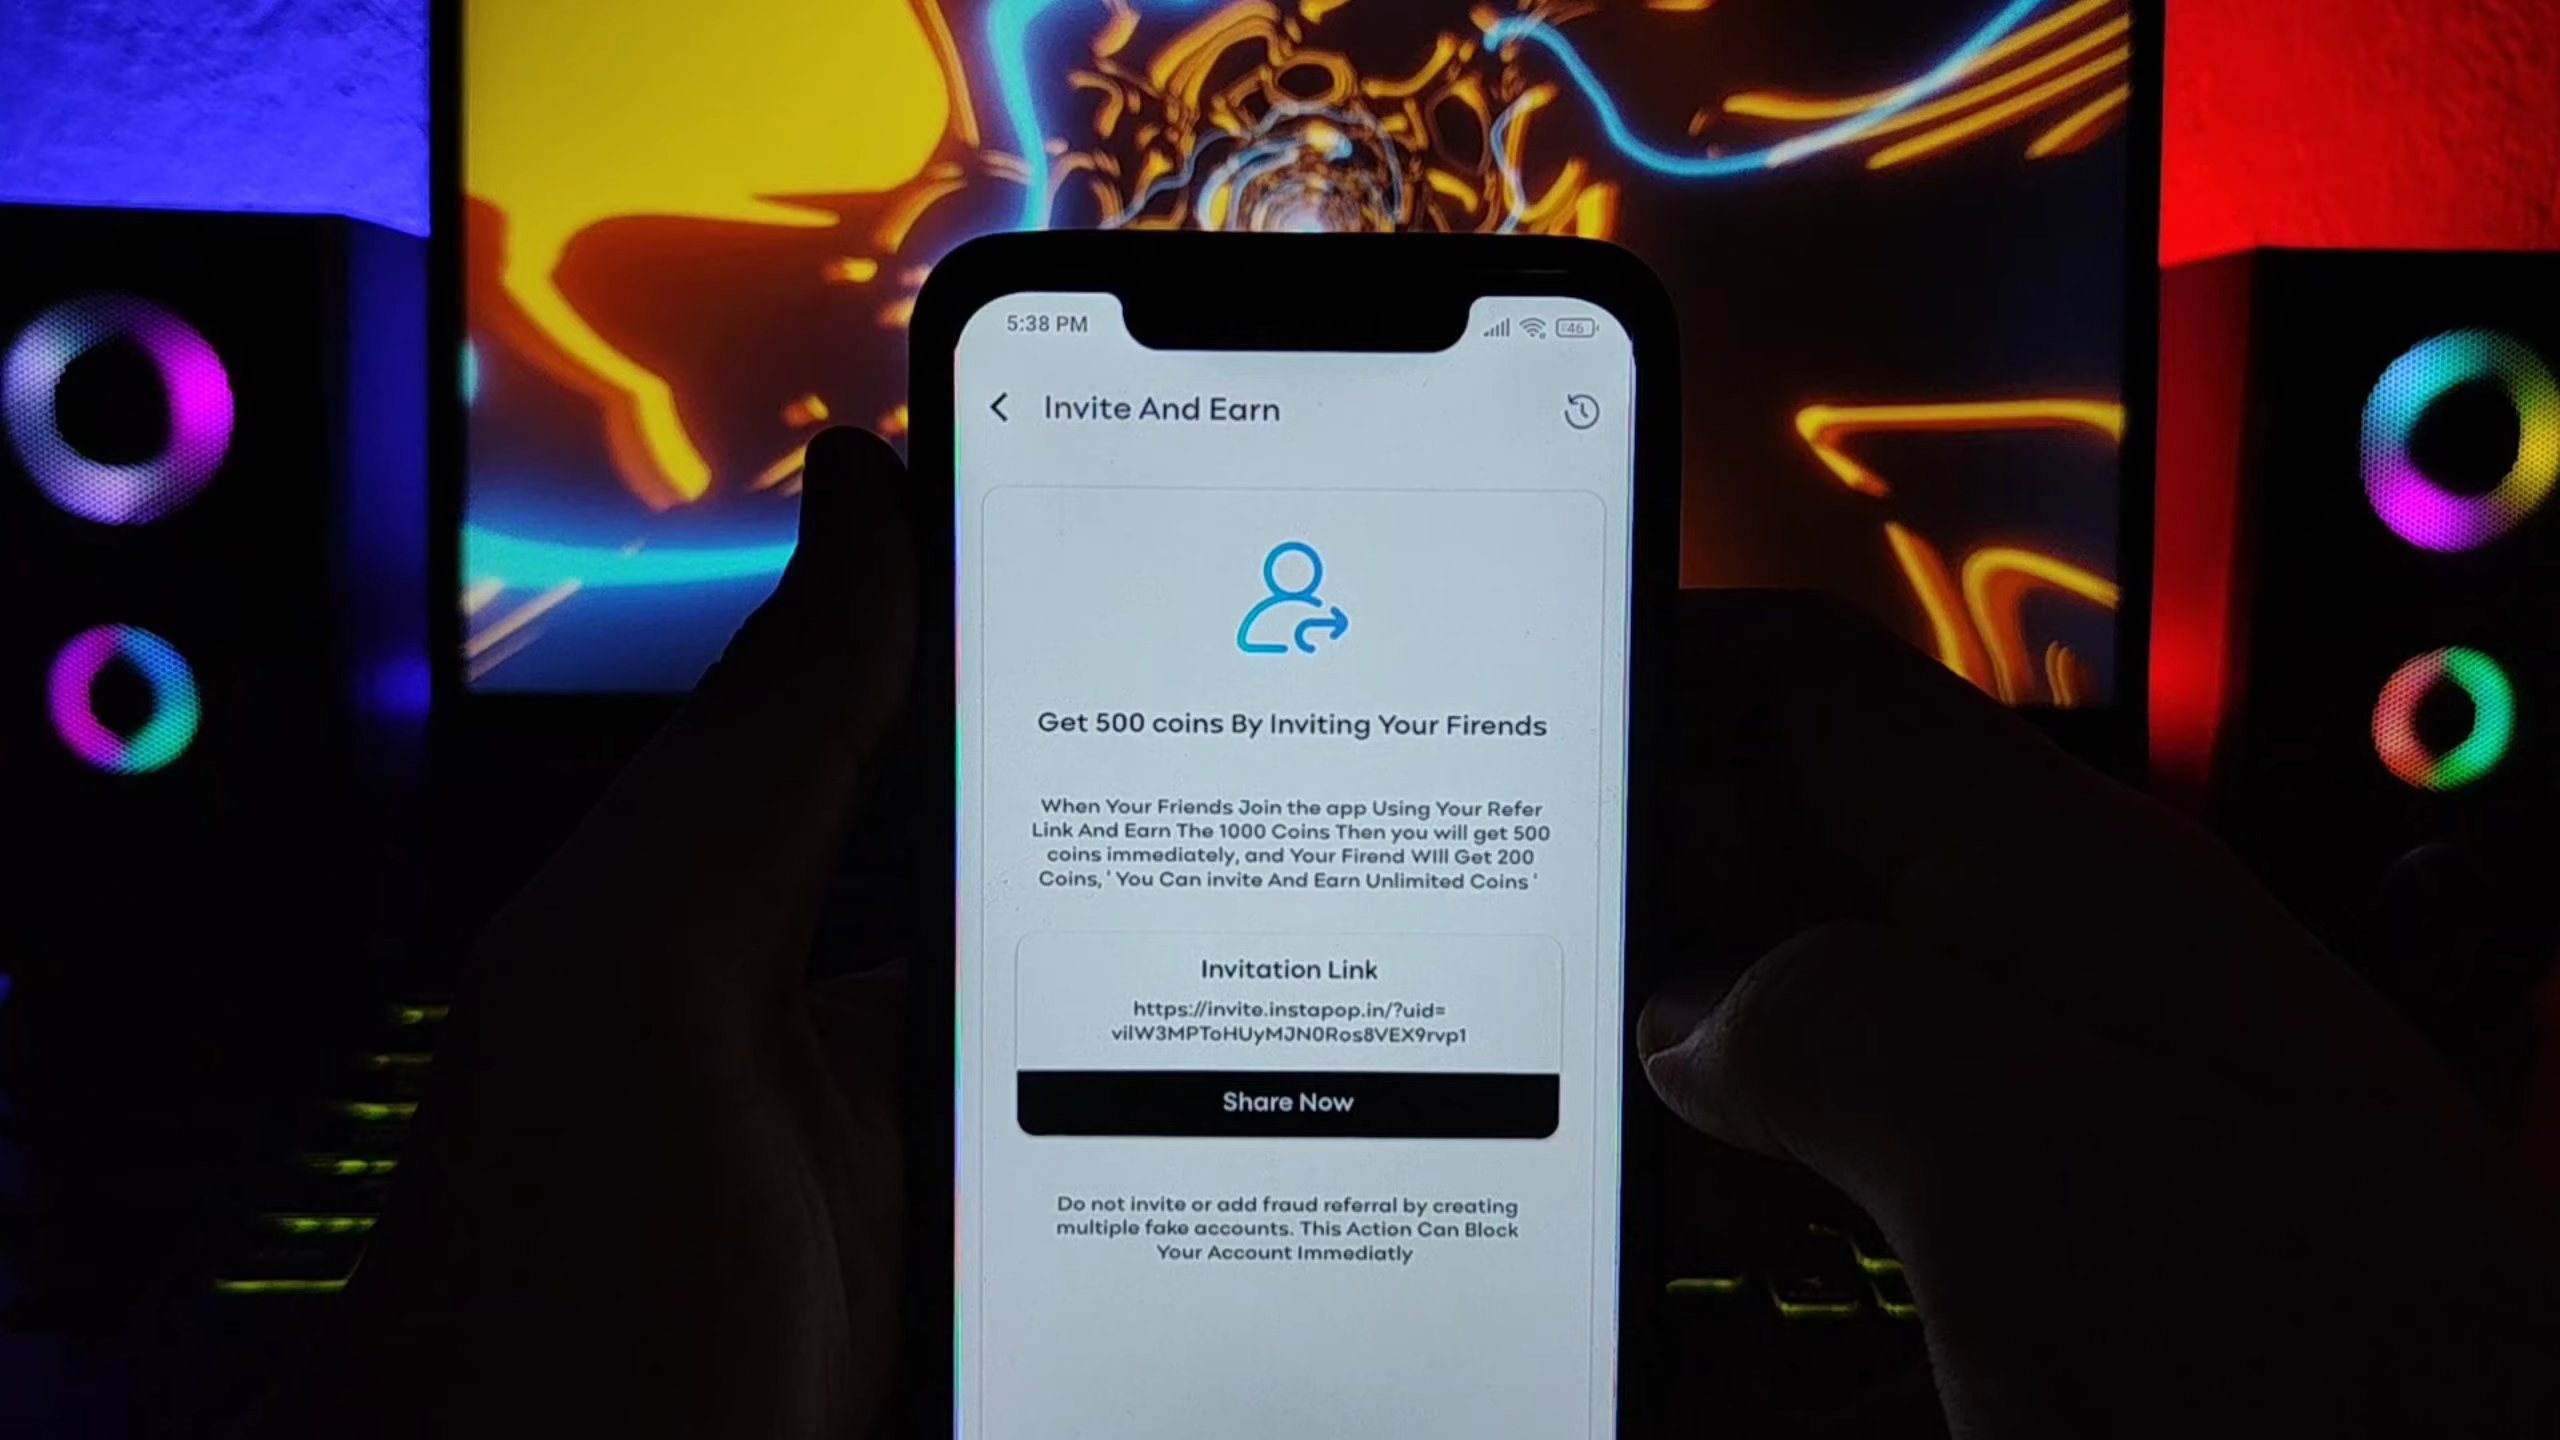 5:38 PM
46
Invite And Earn
Get 500 coins By Inviting Your Firends
When Your Friends Join the app Using Your Refer
Link And Earn The 1000 Coins Then you will get 500
coins immediately, and Your Firend WIll Get 200
Coins, ' You Can invite And Earn Unlimited Coins '
Invitation Link
https://invite.instapop.in/?uid=
vilW3MPToHUyMJN0Ros8VEX9rvp1
Share Now
Do not invite or add fraud referral by creating
multiple fake accounts. This Action Can Block
Your Account Immediatly